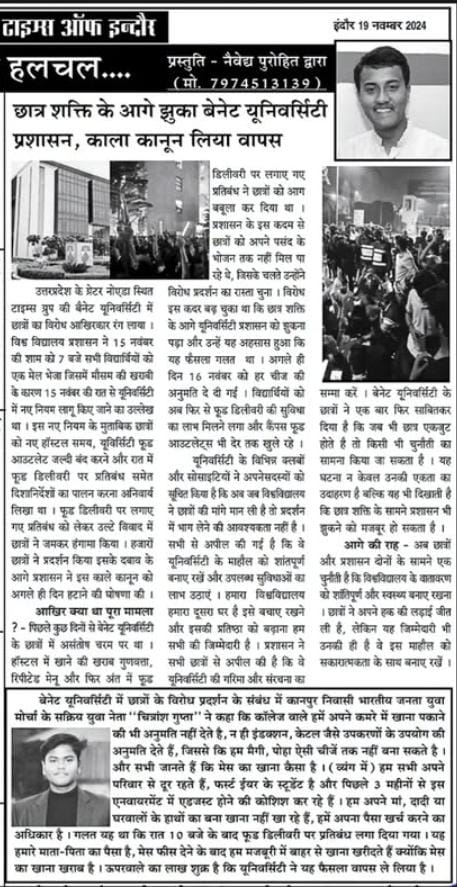 टाइम्स ऑफ इन्दौर
इंदौर 19 नवम्बर 2024
हलचल....
प्रस्तुति - नैवेद्य पुरोहित द्वारा
(मो. 7974513139)
छात्र शक्ति के आगे झुका बेनेट यूनिवर्सिटी
प्रशासन, काला कानून लिया वापस
उत्तरप्रदेश के ग्रेटर नोएडा स्थित
टाइम्स ग्रुप की बैनेट यूनिवर्सिटी में
छात्रों का विरोध आखिरकार रंग लाया ।
विश्व विद्यालय प्रशासन ने 15 नवंबर
की शाम को 7 बजे सभी विद्यार्थियों को
एक मेल भेजा जिसमें मौसम की खराबी
के कारण 15 नवंबर की रात से यूनिवर्सिटी
में नए नियम लागू किए जाने का उल्लेख
था । इस नए नियम के मुताबिक छात्रों
को नए हॉस्टल समय, यूविर्सिटी फूड
आउटलेट जल्दी बंद करने और रात में
फूड डिलीवरी पर प्रतिबंध समेत
दिशानिर्देशों का पालन करना अनिवार्य
लिखा था । फूड डिलीवरी पर लगाए
गए प्रतिबंध को लेकर उल्टे विवाद में
छात्रों ने जमकर हंगामा किया । हजारों
छात्रों ने प्रदर्शन किया इसके दबाव के
आगे प्रशासन ने इस काले कानून को
अगले ही दिन हटाने की घोषणा की ।
आखिर क्या था पूरा मामला
? - पिछले कुछ दिनों से बेनेट यूनिवर्सिटी
के छात्रों में असंतोष चरम पर था ।
हॉस्टल में खाने की खराब गुणवत्ता,
रिपीटेड मेनू और फिर अंत में फूड
डिलीवरी पर लगाए गए
प्रतिबंध ने छात्रों को आग
बबूला कर दिया था ।
प्रशासन के इस कदम से
छात्रों को अपने पसंद के
भोजन तक नहीं मिल पा
रहे थे, जिसके चलते उन्होंने
विरोध प्रदर्शन का रास्ता चुना । विरोध
इस कदर बढ़ चुका था कि छात्र शक्ति
के आगे यूनिवर्सिटी प्रशासन को झुकना
पड़ा और उन्हें यह अहसास हुआ कि
यह फैसला गलत था । अगले ही
दिन 16 नवंबर को हर चीज की
अनुमति दे दी गई । विद्यार्थियों को
अब फिर से फूड डिलीवरी की सुविधा
का लाभ मिलने लगा और कैंपस फूड
आउटलेट्स भी देर तक खुले रहे ।
यूनिवर्सिटी के विभिन्न क्लबों
और सोसाइटियों ने अपनेसदस्यों को
सूचित किया है कि अब जब विश्वविद्यालय
ने छात्रों की मांग मान ली है तो प्रदर्शन
में भाग लेने की आवश्यकता नहीं है ।
सभी से अपील की गई है कि वे
यूनिवर्सिटी के माहौल को शांतपूर्ण
बनाए रखें और उपलब्ध सुविधाओं का
लाभ उठाएं । हमारा विश्वविद्यालय
हमारा दूसरा घर है इसे बचाए रखने
और इसकी प्रतिष्ठा को बढ़ाना हम
सभी की जिम्मेदारी है । प्रशासन ने
सभी छात्रों से अपील की है कि वे
यूनिवर्सिटी की गरिमा और संरचना का
सम्मा करें । बेनेट यूनिवर्सिटी के
छात्रों ने एक बार फिर साबितकर
दिया है कि जब भी छात्र एकजुट
होते है तो किसी भी चुनौती का
सामना किया जा सकता है । यह
घटना न केवल उनकी एकता का
उदाहरण है बल्कि यह भी दिखाती है
कि छात्र शक्ति के सामने प्रशासन भी
झुकने को मजबूर हो सकता है ।
आगे की राह - अब छात्रों
और प्रशासन दोनों के सामने एक
चुनौती है कि विश्वविद्यालय के वातावरण
को शांतिपूर्ण और स्वस्थ्य बनाए रखना
। छात्रों ने अपने हक की लड़ाई जीत
ली है, लेकिन यह जिम्मेदारी भी
उनकी ही है वे इस माहौल को
सकारात्मकता के साथ बनाए रखें ।
बेनेट यूनिवर्सिटी में छात्रों के विरोध प्रदर्शन के संबंध में कानपुर निवासी भारतीय जनता युवा
मोर्चा के सक्रिय युवा नेता "चित्रांश गुप्ता" ने कहा कि कॉलेज वाले हमें अपने कमरे में खाना पकाने
की भी अनुमति नहीं देते है, न ही इंडक्शन, केटल जैसे उपकरणों के उपयोग की
अनुमति देते हैं, जिससे कि हम मैगी, पोहा ऐसी चीजें तक नहीं बना सकते है ।
और सभी जानते हैं कि मेस का खाना कैसा है । (व्यंग में) हम सभी अपने
परिवार से दूर रहते हैं, फर्स्ट ईयर के स्टूडेंट है और पिछले 3 महीनों से इस
एनवायरमेंट में एडजस्ट होने की कोशिश कर रहे हैं । हम अपने मां, दादी या
घरवालों के हाथों का बना खाना नहीं खा रहे हैं, हमें अपना पैसा खर्च करने का
अधिकार है । गलत यह था कि रात 10 बजे के बाद फूड डिलीवरी पर प्रतिबंध लगा दिया गया । यह
हमारे माता-पिता का पैसा है, मेस फीस देने के बाद हम मजबूरी में बाहर से खाना खरीदते हैं क्योंकि मेस
का खाना खराब है । ऊपरवाले का लाख शुक्र है कि यूनिवर्सिटी ने यह फैसला वापस ले लिया है ।